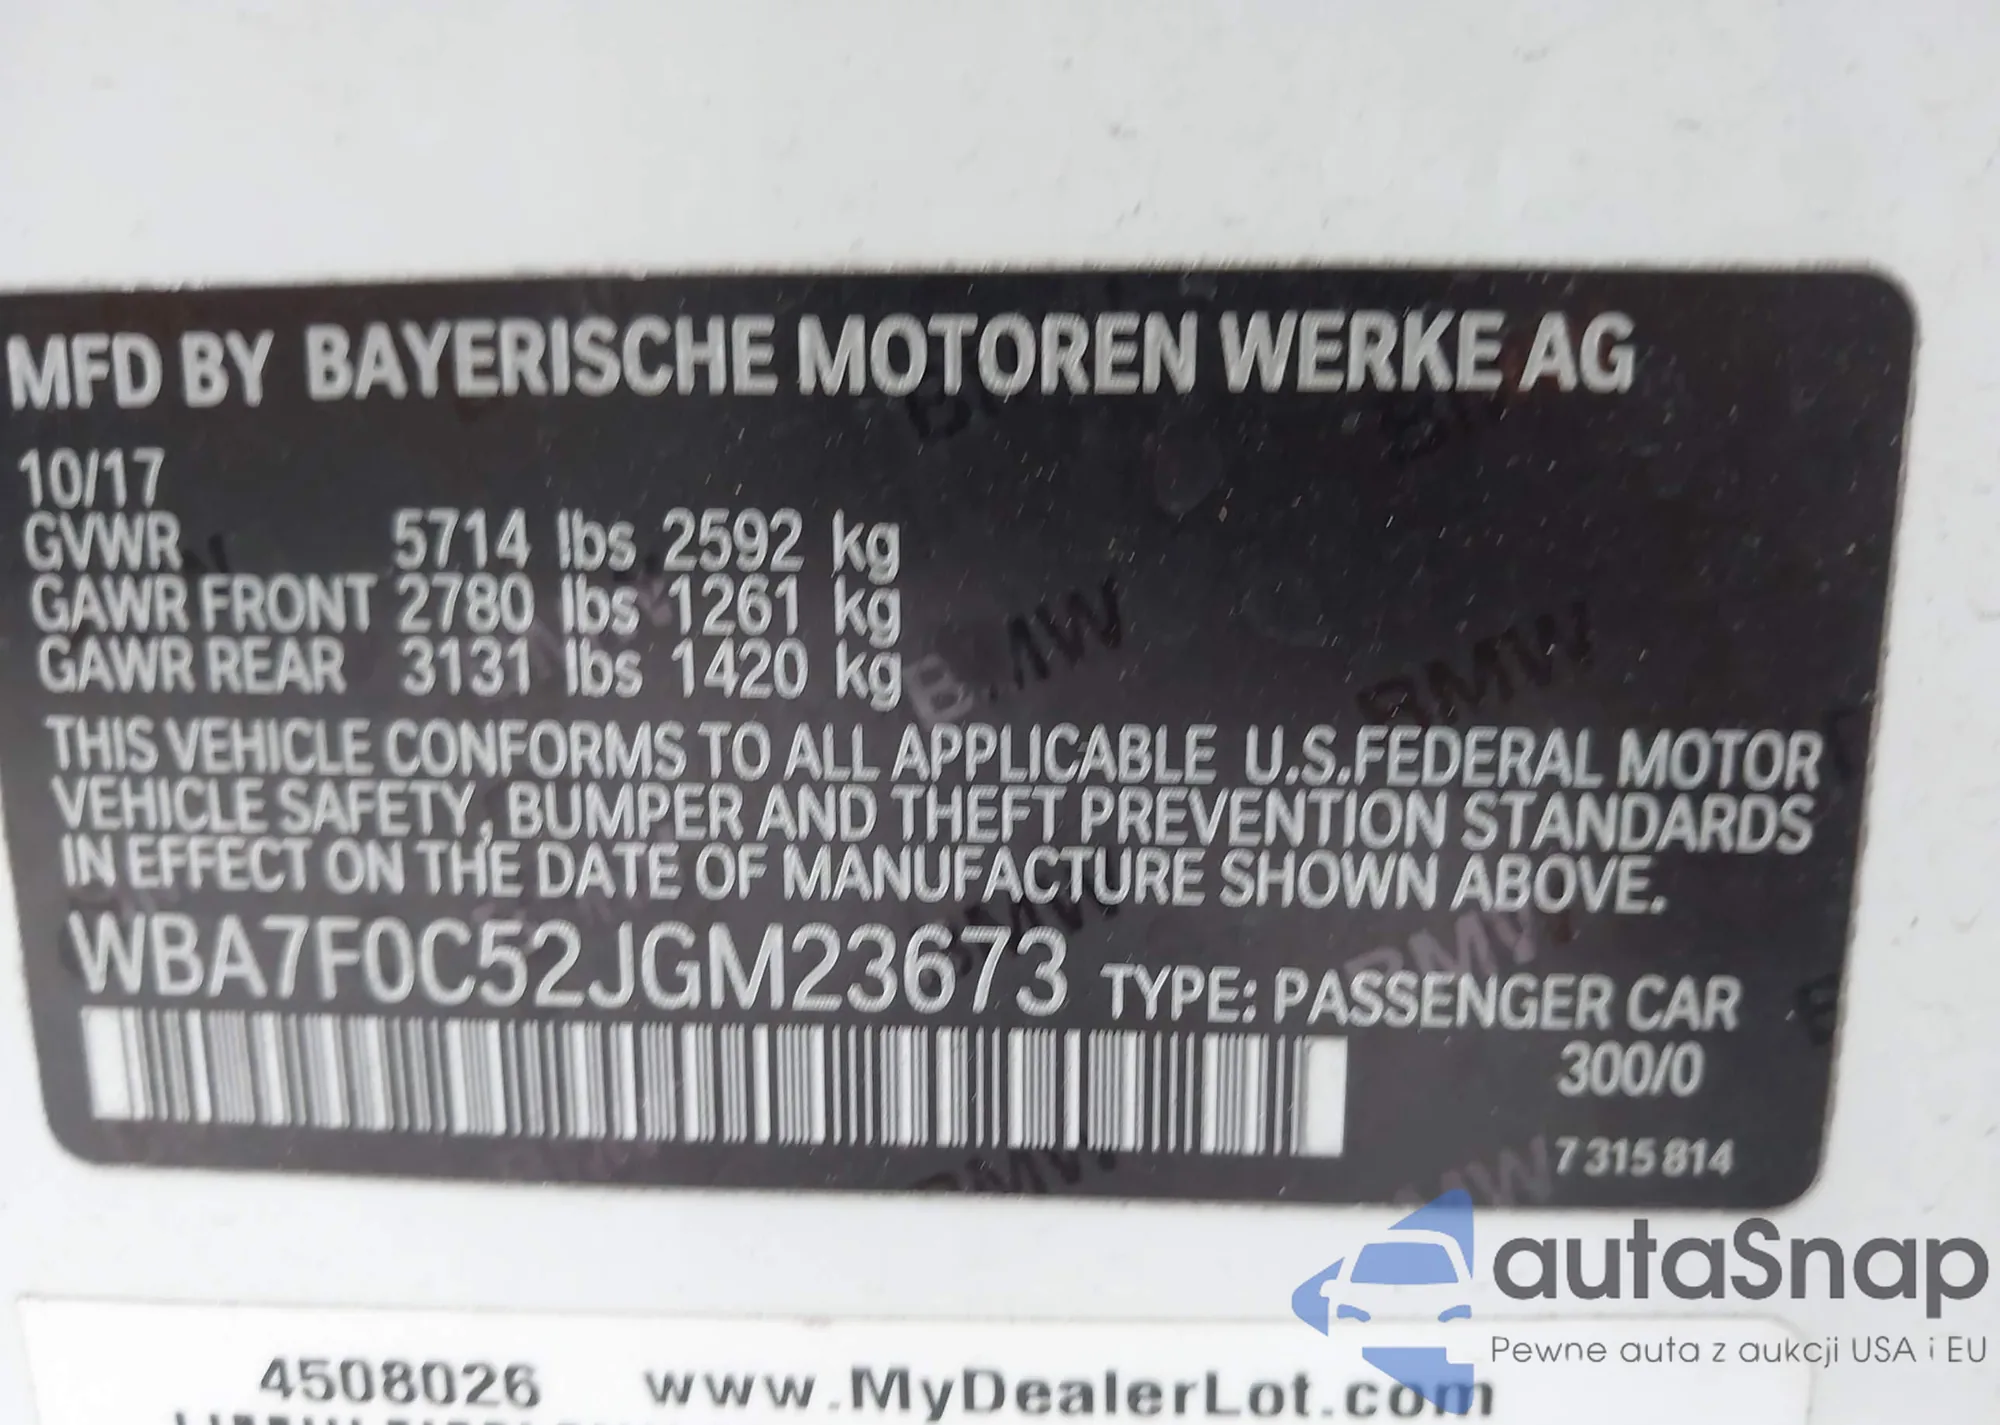 MFD BY BAYERISCHE MOTOREN WERKE AG
10/17
GVWR 5714 lbs 2592 kg
GAWR FRONT 2780 lbs 1261 kg
GAWR REAR 3131 lbs 1420 kg
THIS VEHICLE CONFORMS TO ALL APPLICABLE U.S.FEDERAL MOTOR
VEHICLE SAFETY, BUMPER AND THEFT PREVENTION STANDARDS
IN EFFECT ON THE DATE OF MANUFACTURE SHOWN ABOVE.
WBA7F0C52JGM23673 TYPE: PASSENGER CAR
300/0
7 315 814
autoSnap
Pewne auta z aukcji USA i EU
4508026 www.MyDealerLot.com